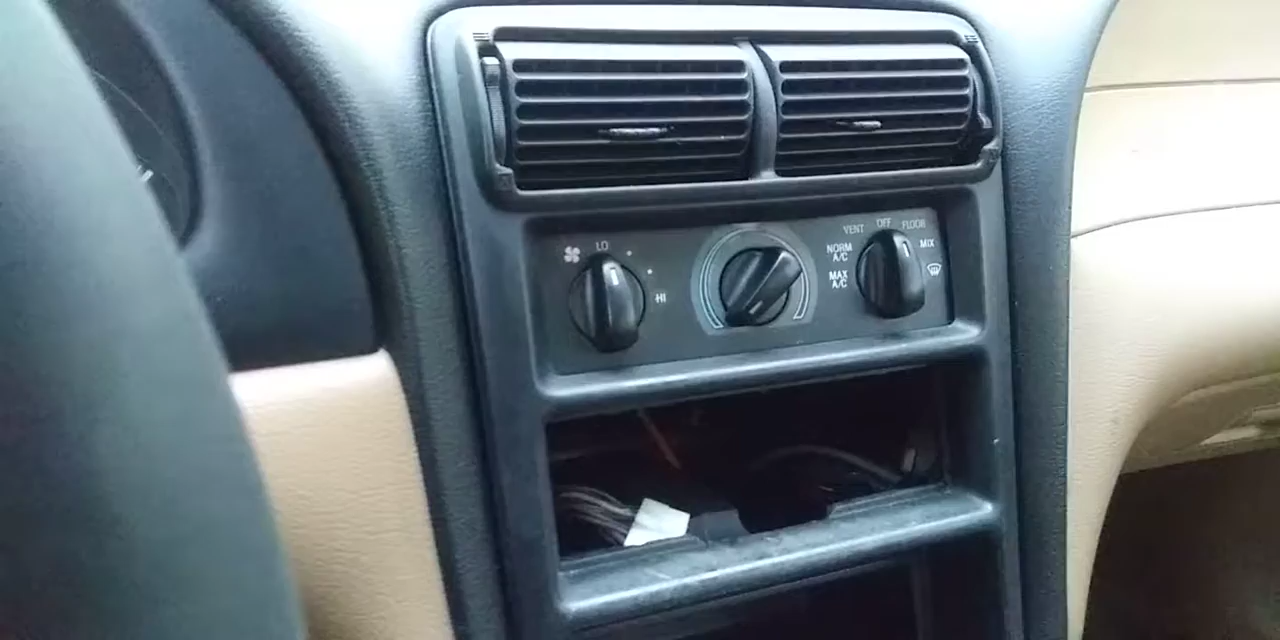 LO
HI
VENT OFF FLOOR
NORM
A/C
MIX
MAX
A/C